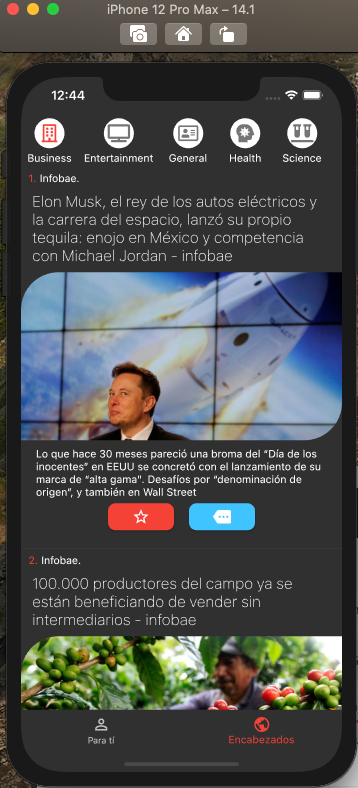 iPhone 12 Pro Max – 14.1
12:44
Business Entertainment General Health Science
1. Infobae.
Elon Musk, el rey de los autos eléctricos y
la carrera del espacio, lanzó su propio
tequila: enojo en México y competencia
con Michael Jordan - infobae
Lo que hace 30 meses pareció una broma del “Día de los
inocentes” en EEUU se concretó con el lanzamiento de su
marca de “alta gama”. Desafíos por “denominación de
origen”, y también en Wall Street
2. Infobae.
100.000 productores del campo ya se
están beneficiando de vender sin
intermediarios - infobae
Para tí Encabezados